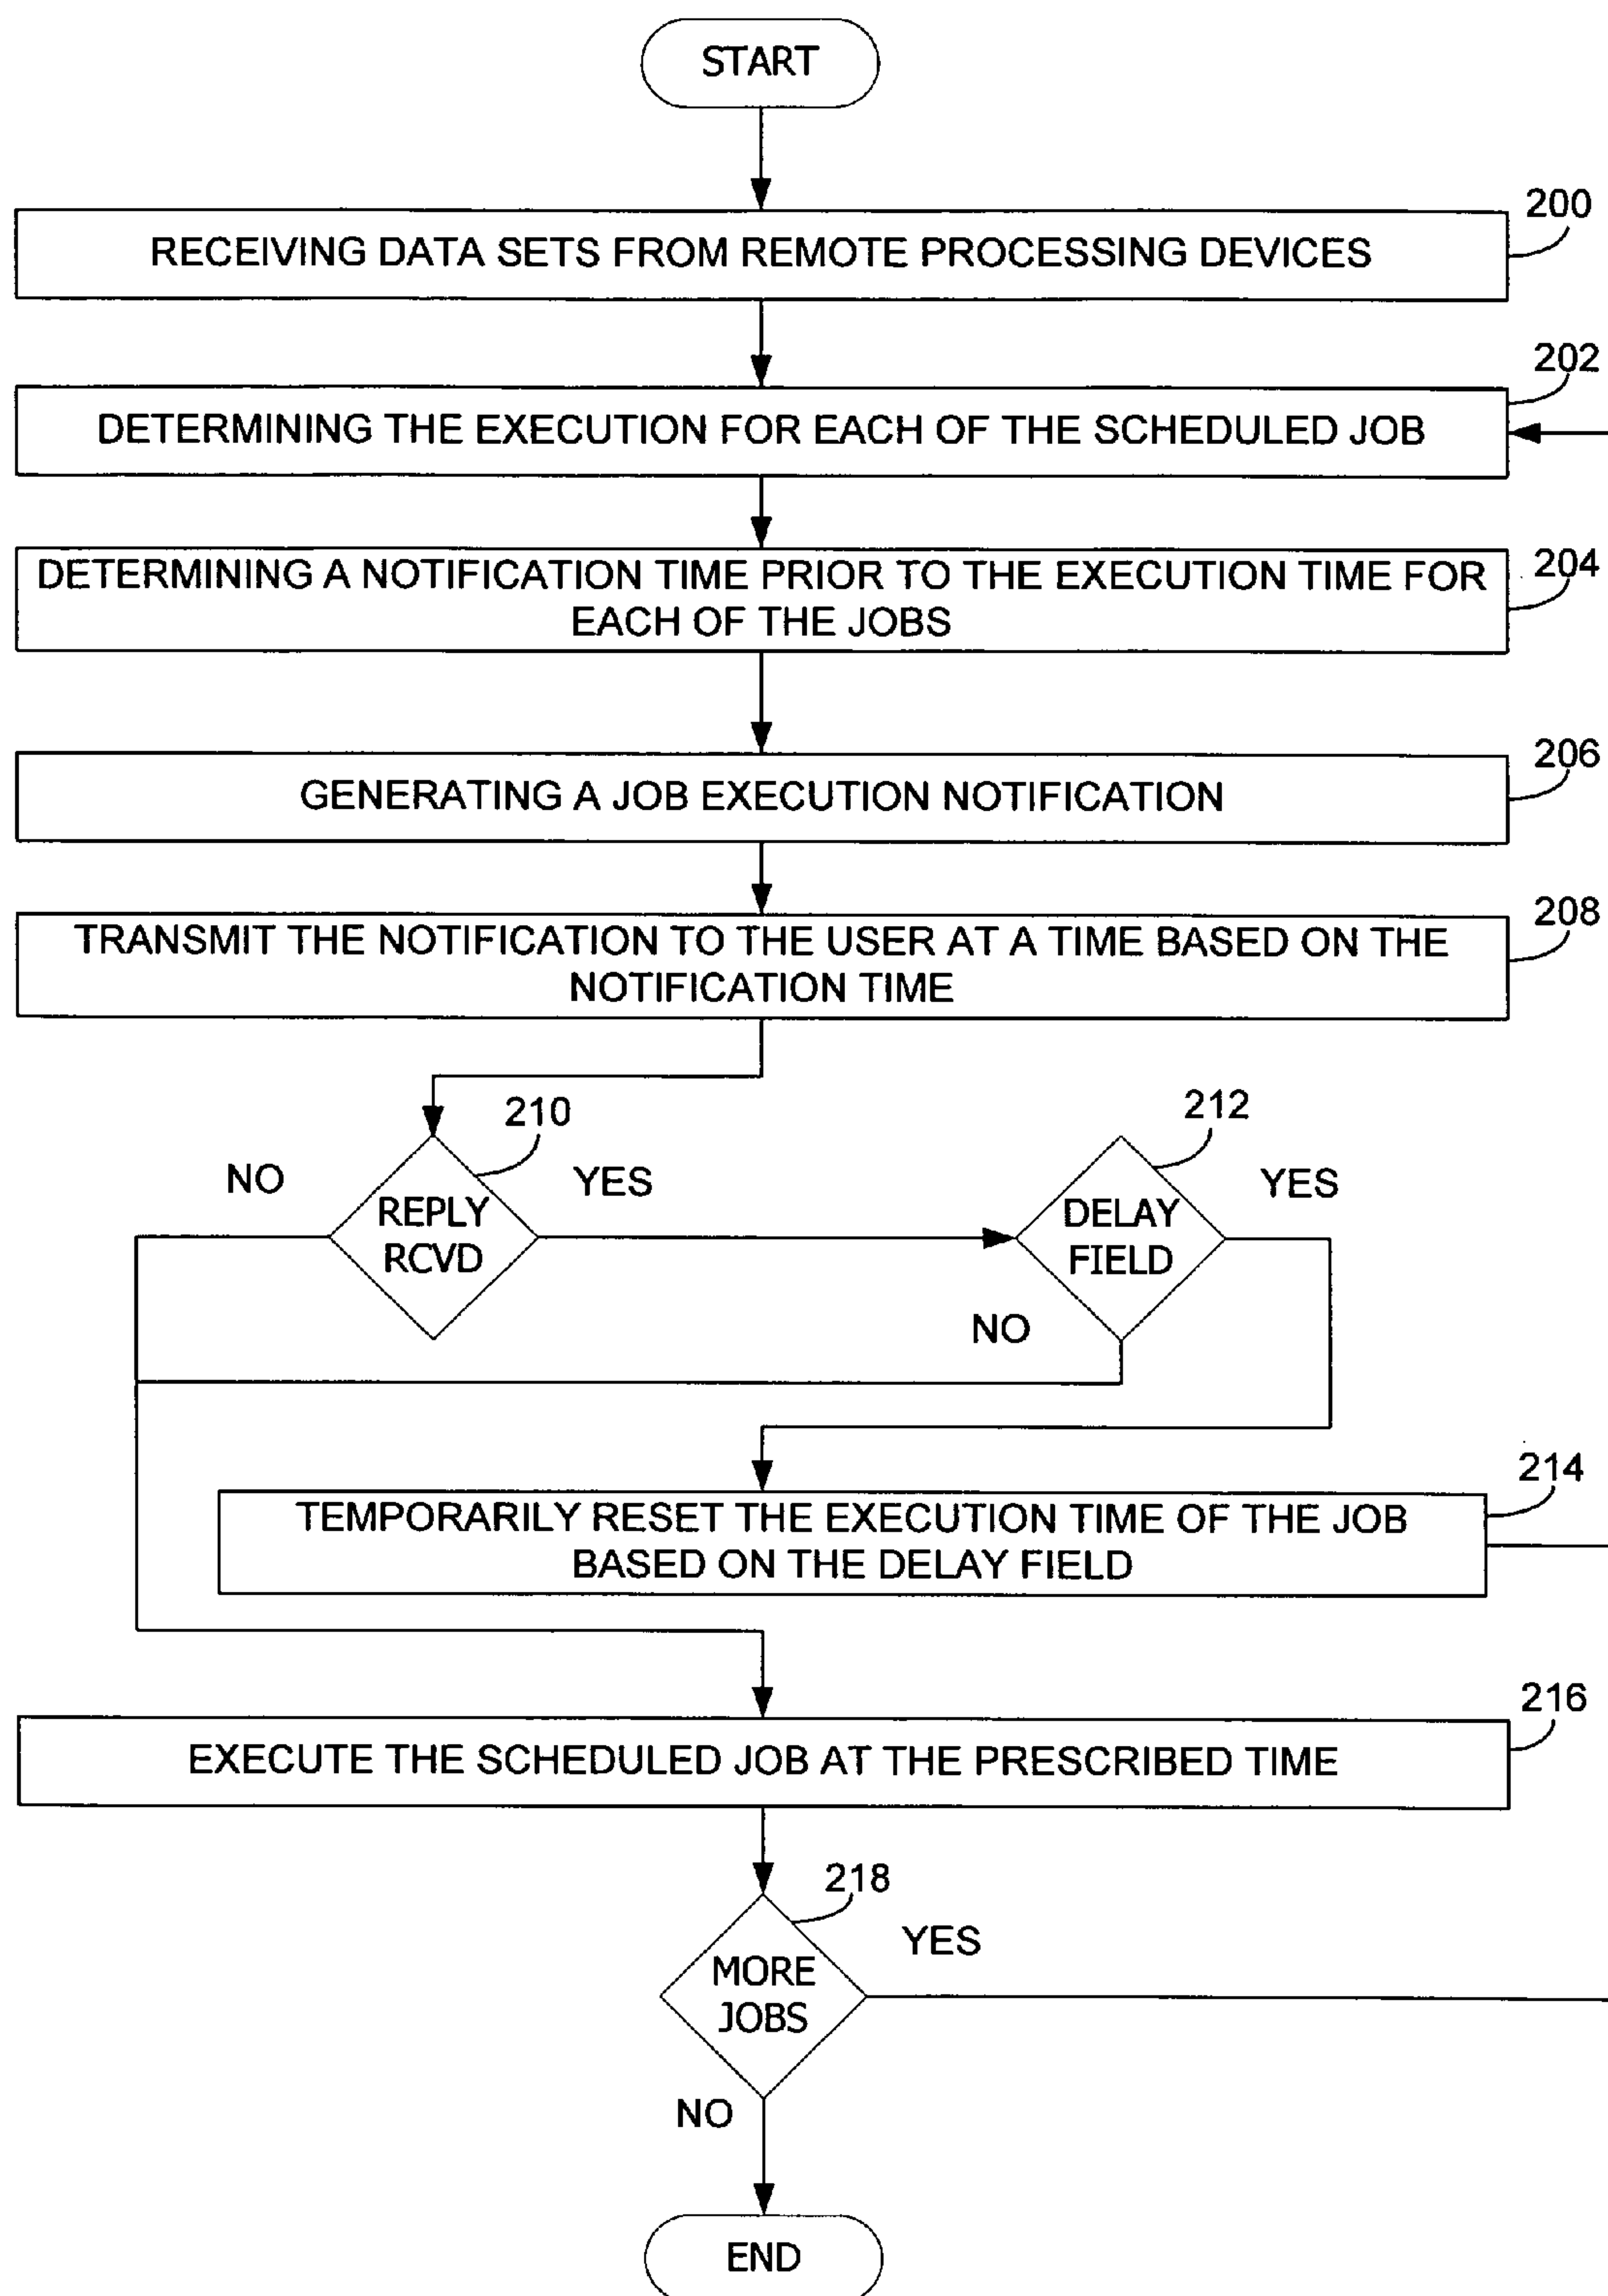 START
200
RECEIVING DATA SETS FROM REMOTE PROCESSING DEVICES
202
DETERMINING THE EXECUTION FOR EACH OF THE SCHEDULED JOB
204
DETERMINING A NOTIFICATION TIME PRIOR TO THE EXECUTION TIME FOR
EACH OF THE JOBS
206
GENERATING A JOB EXECUTION NOTIFICATION
208
TRANSMIT THE NOTIFICATION TO THE USER AT A TIME BASED ON THE
NOTIFICATION TIME
210
212
NO
YES
YES
REPLY
RCVD
DELAY
FIELD
NO
214
TEMPORARILY RESET THE EXECUTION TIME OF THE JOB
BASED ON THE DELAY FIELD
216
EXECUTE THE SCHEDULED JOB AT THE PRESCRIBED TIME
218
YES
MORE
JOBS
NO
END